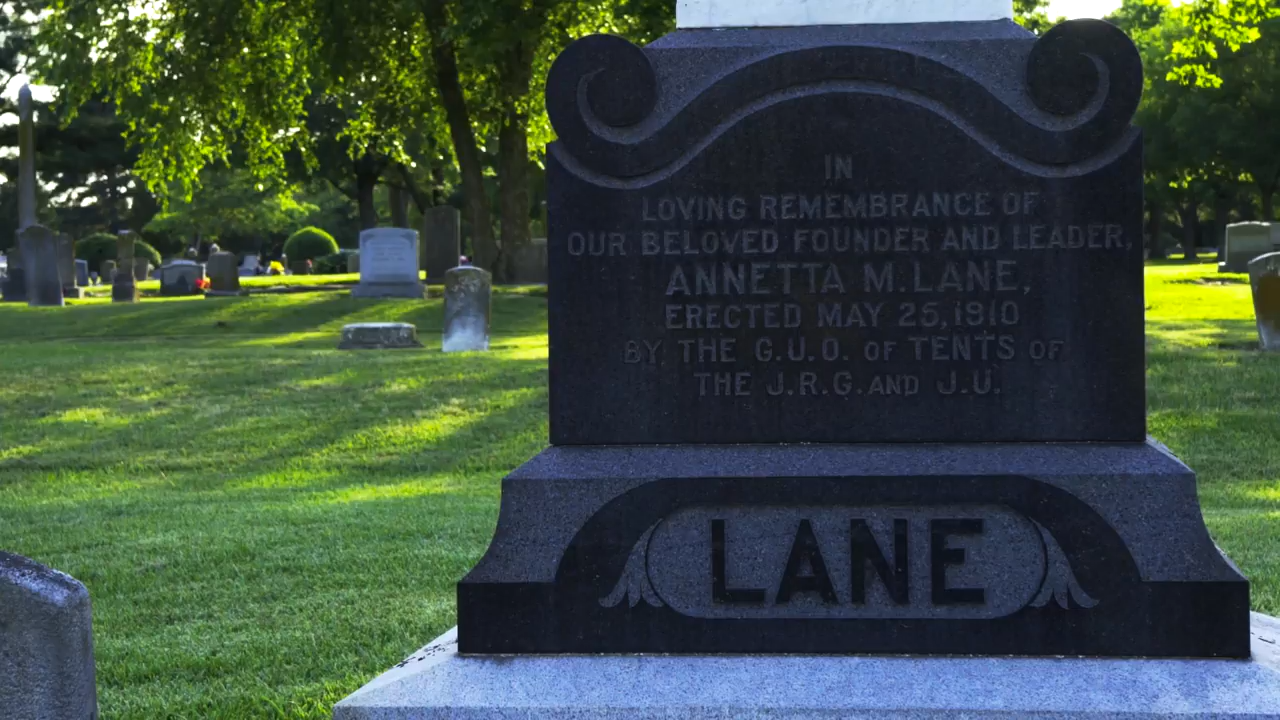 IN
LOVING REMEMBRANCE OF
OUR BELOVED FOUNDER AND LEADER,
ANNETTA M. LANE,
ERECTED MAY 25, 1910
BY THE G.U.O. OF TENTS OF
THE J.R.G. AND J.U.
LANE